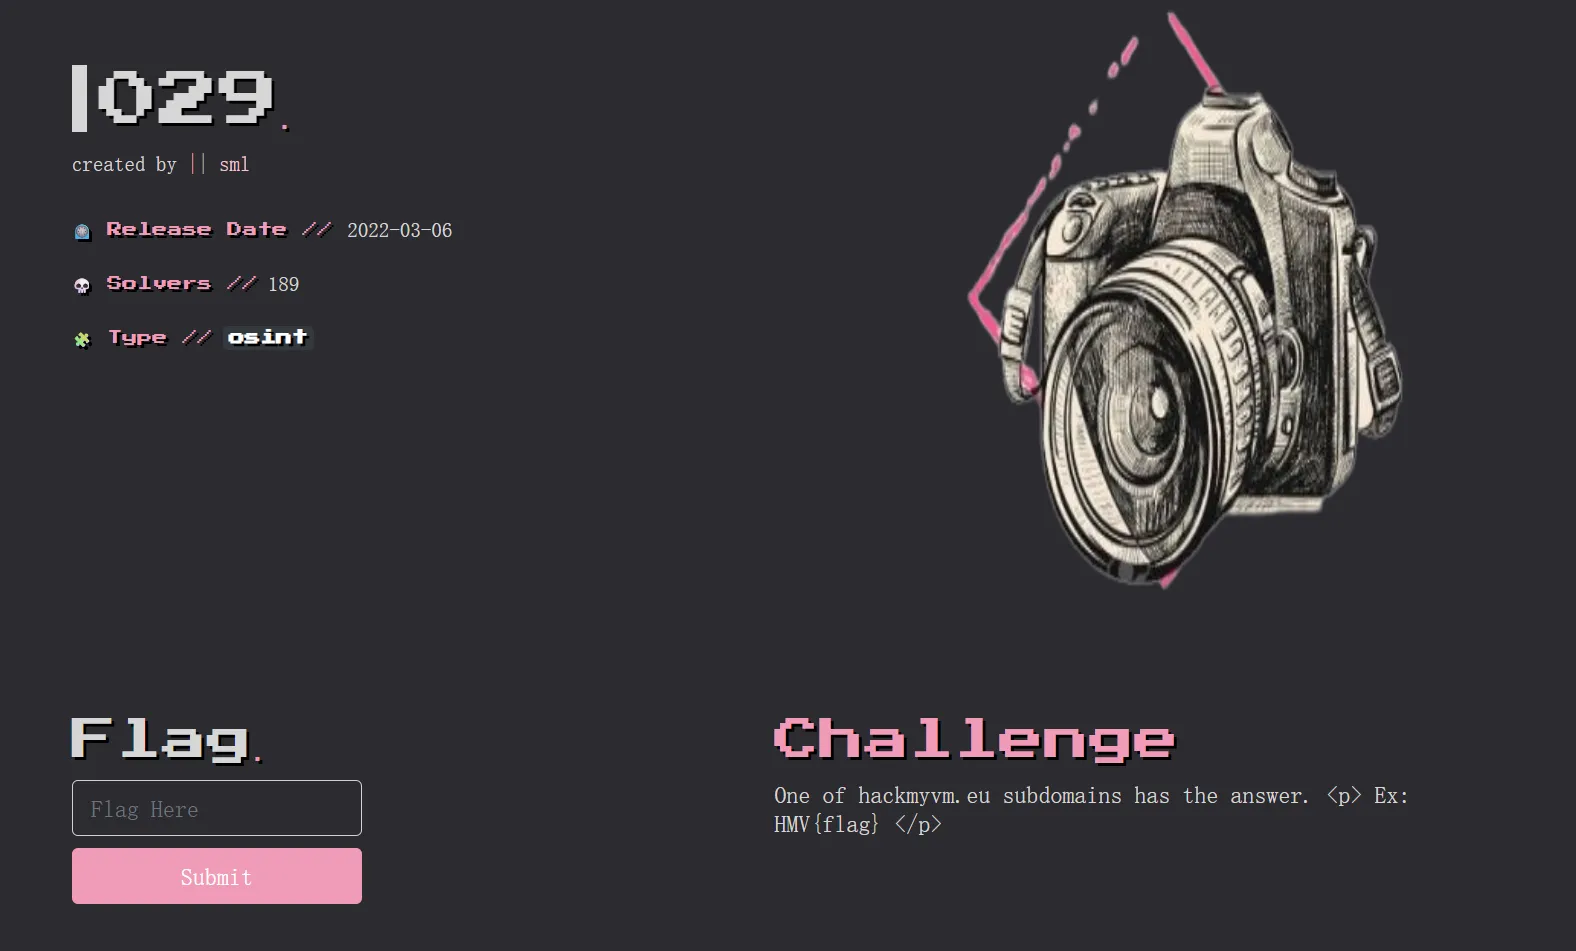 |029.
created by || sml
Release Date // 2022-03-06
Solvers // 189
Type // osint
Flag.
Flag Here
Submit
Challenge
One of hackmyvm.eu subdomains has the answer. <p> Ex:
HMV{flag} </p>